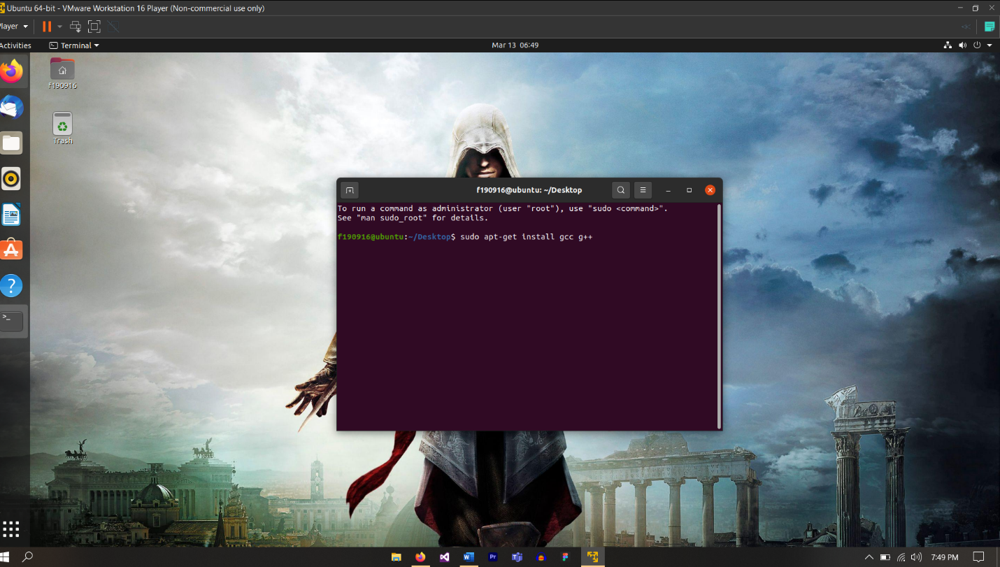 Ubuntu 64-bit - VMware Workstation 16 Player (Non-commercial use only)
layer
Activities
Terminal
Mar 13 06:49
f190916
Trash
f190916@ubuntu: ~/Desktop
To run a command as administrator (user "root"), use "sudo <command>".
See "man sudo_root" for details.
f190916@ubuntu:~/Desktop$ sudo apt-get install gcc g++
>_
?
W
Pr
7:49 PM